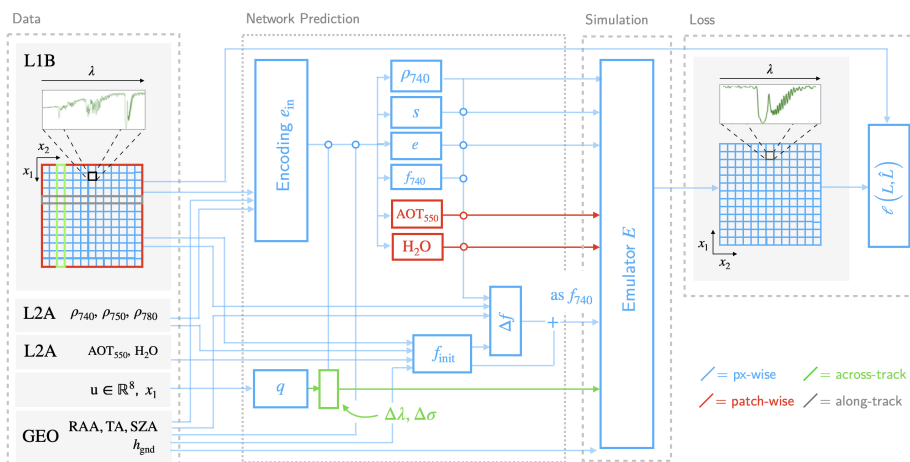 Data
Network Prediction
Simulation
Loss
L1B
λ
x₂
x₁
L2A ρ₇₄₀, ρ₇₅₀, ρ₇₈₀
L2A AOT₅₅₀, H₂O
u ∈ ℝ⁸, x₁
GEO RAA, TA, SZA
h_gnd
Encoding e_in
ρ₇₄₀
s
e
f₇₄₀
AOT₅₅₀
H₂O
Δf
as f₇₄₀
+
f_init
q
Δλ, Δσ
Emulator E
λ
x₁
x₂
ℓ (L, L̂)
= px-wise
= across-track
= patch-wise
= along-track